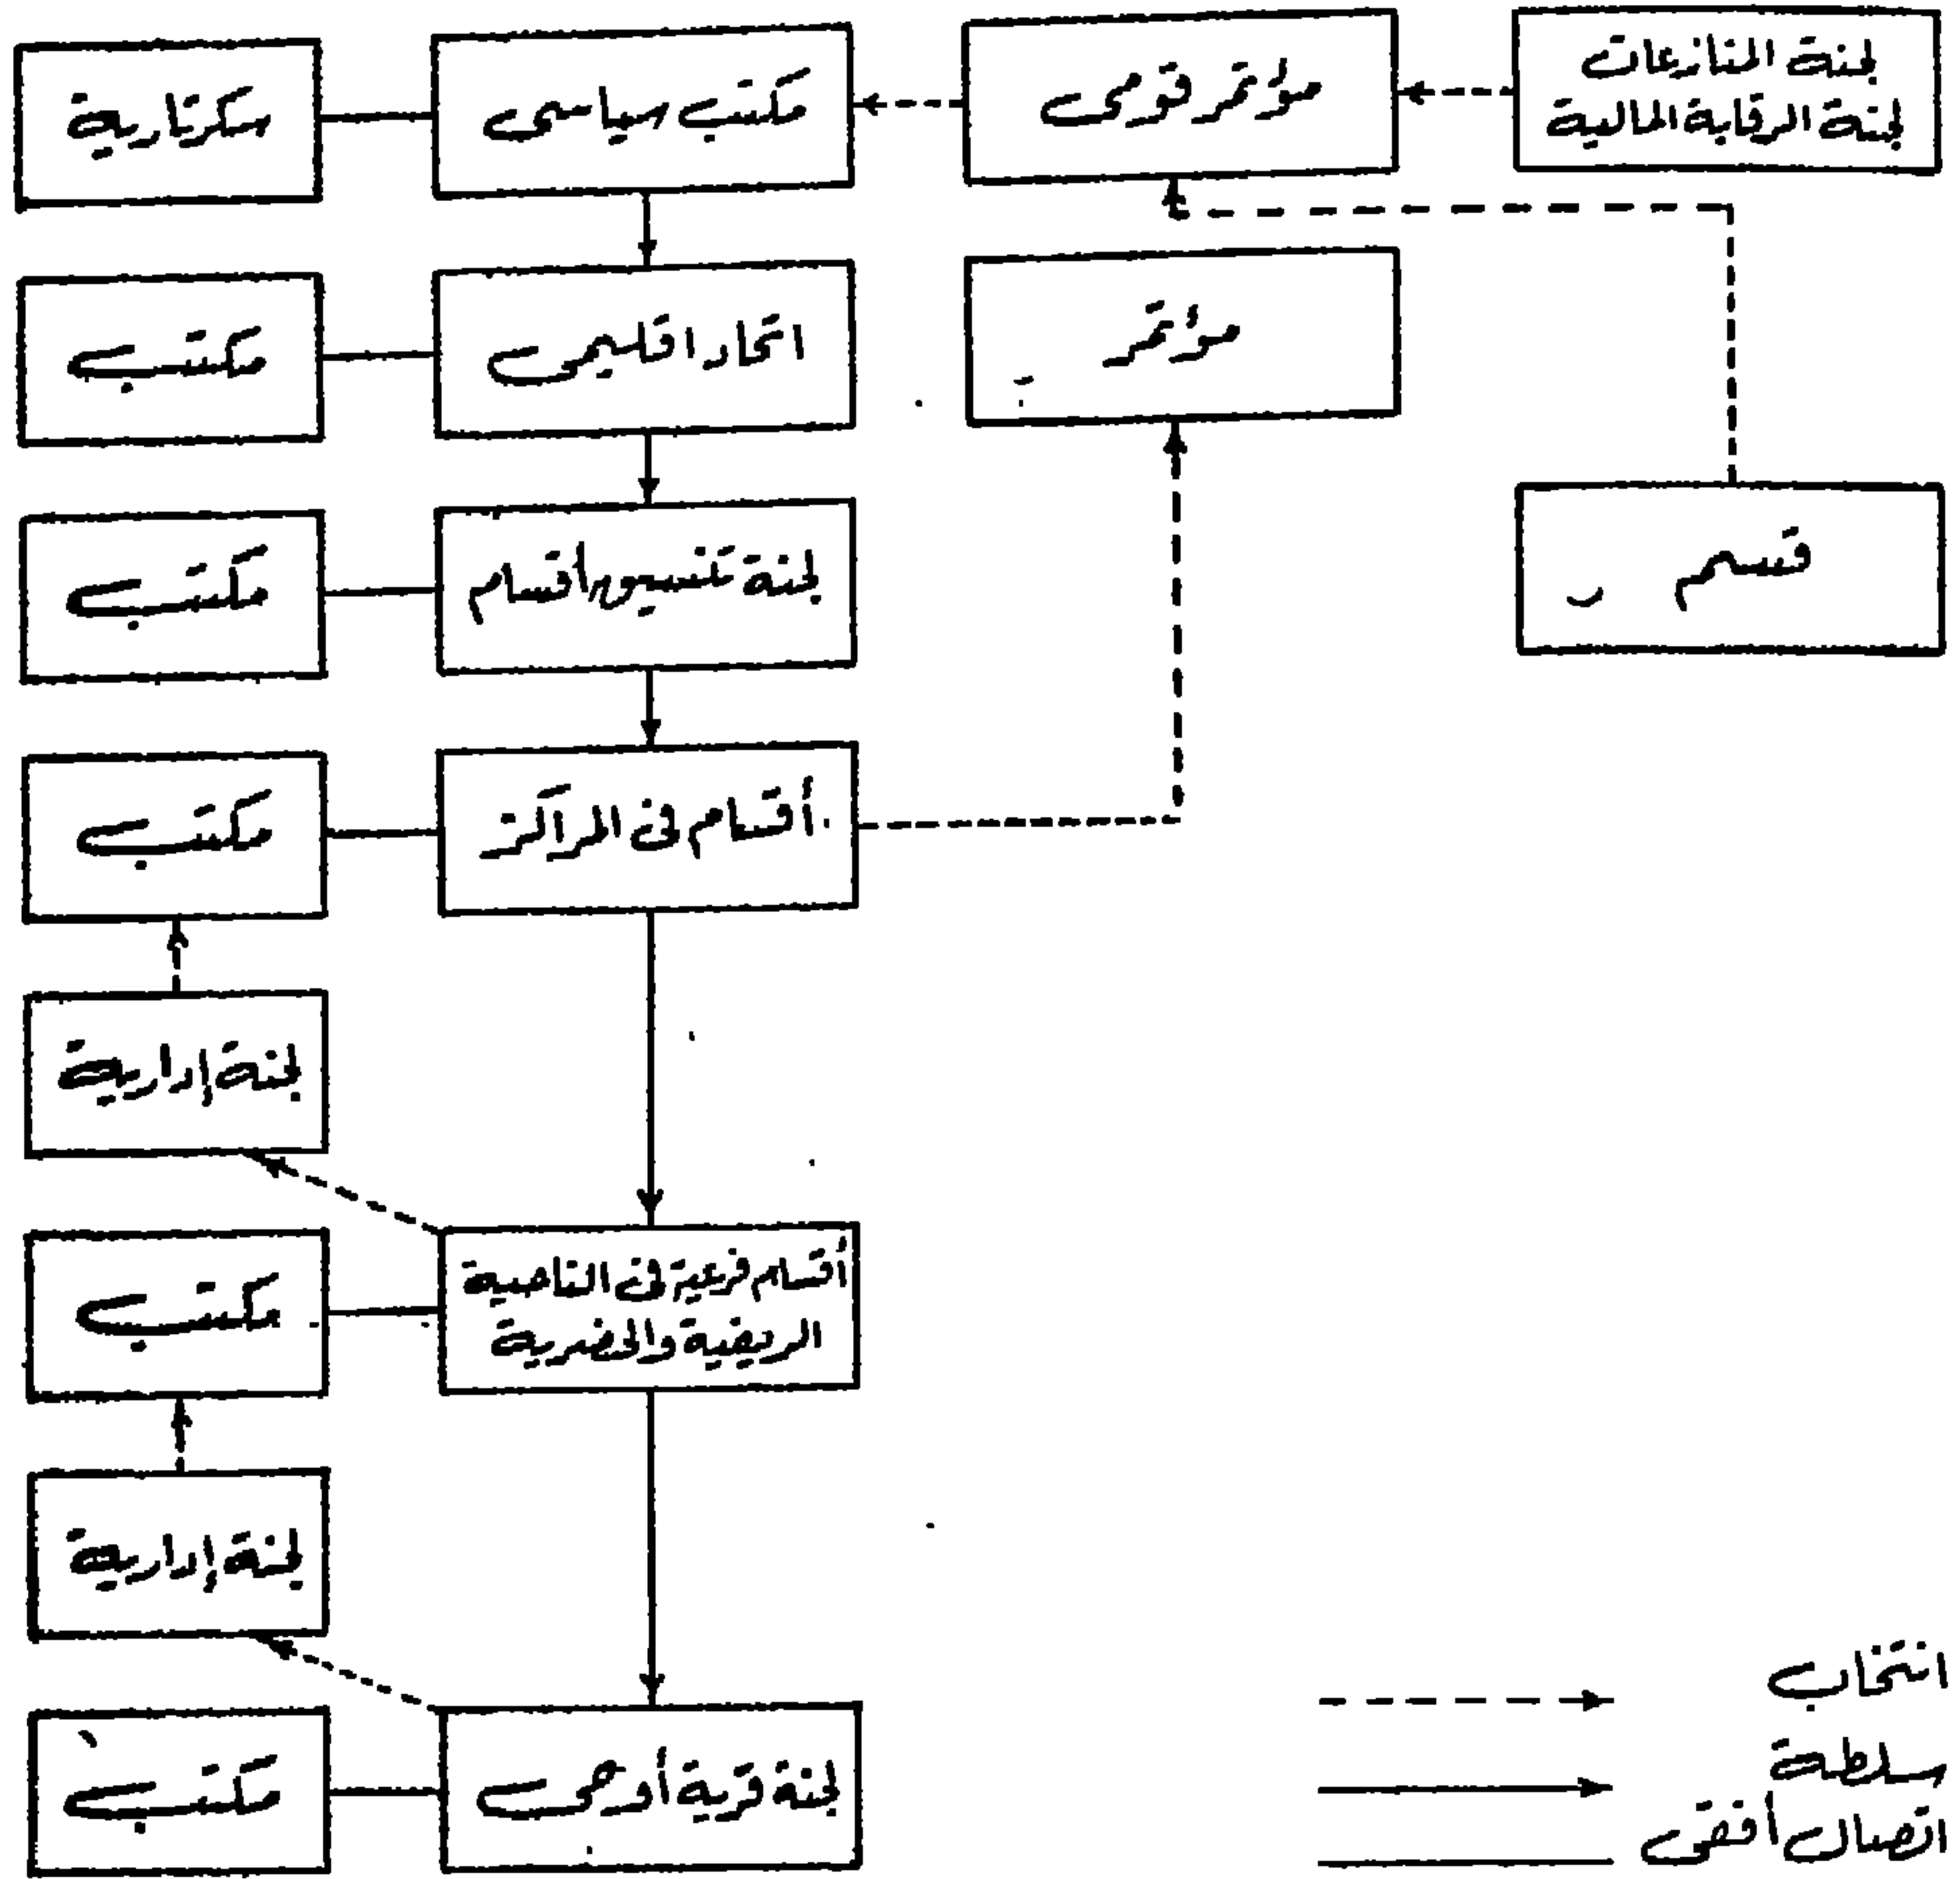 لجنة المنازعات
لجنة الرقابة المالية
مؤتمر قومى
مكتب سياسى
سكرتارية
مؤتمر
اتحاد اقليمى
مكتب
قسم
لجنة تنسيق أقسام
مكتب
أقسام فى المراكز
مكتب
لجنة إدارية
أقسام فرعية فى الناحية
الريفية والحضرية
مكتب
لجنة إدارية
لجنة قرية أو حى
مكتب
انتخاب
سلطة
اتصال أفقى